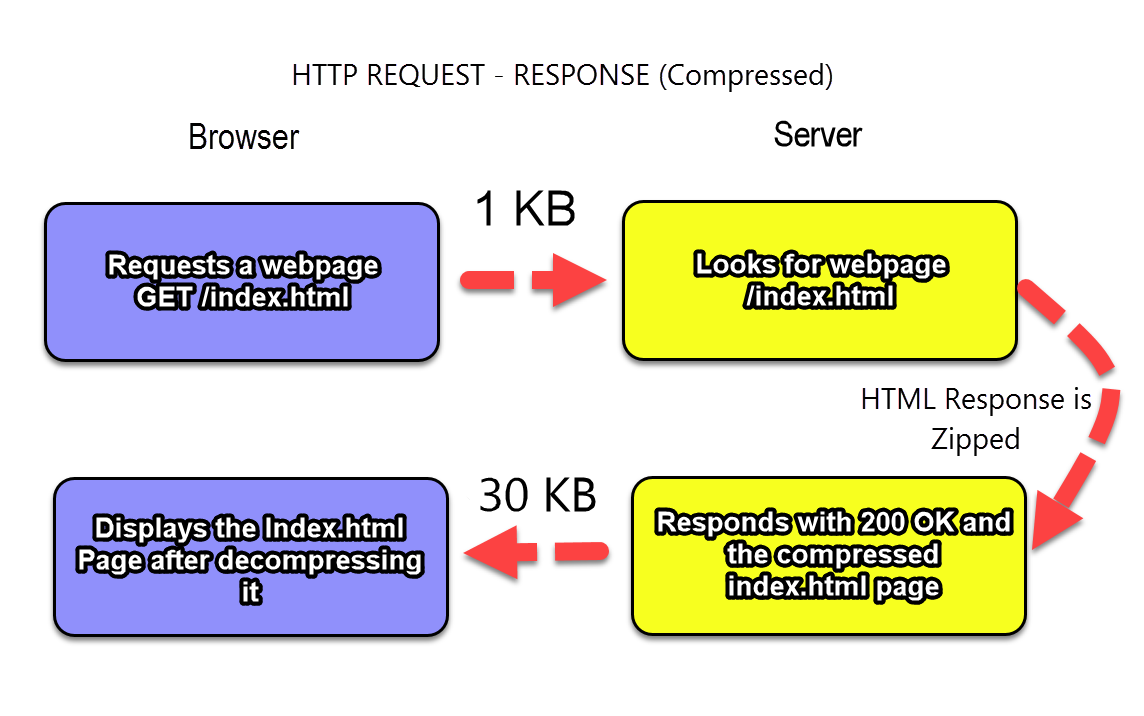 HTTP REQUEST - RESPONSE (Compressed)
Browser
Server
Requests a webpage
GET /index.html
1 KB
Looks for webpage
/index.html
HTML Response is
Zipped
Responds with 200 OK and
the compressed
index.html page
30 KB
Displays the Index.html
Page after decompressing
it